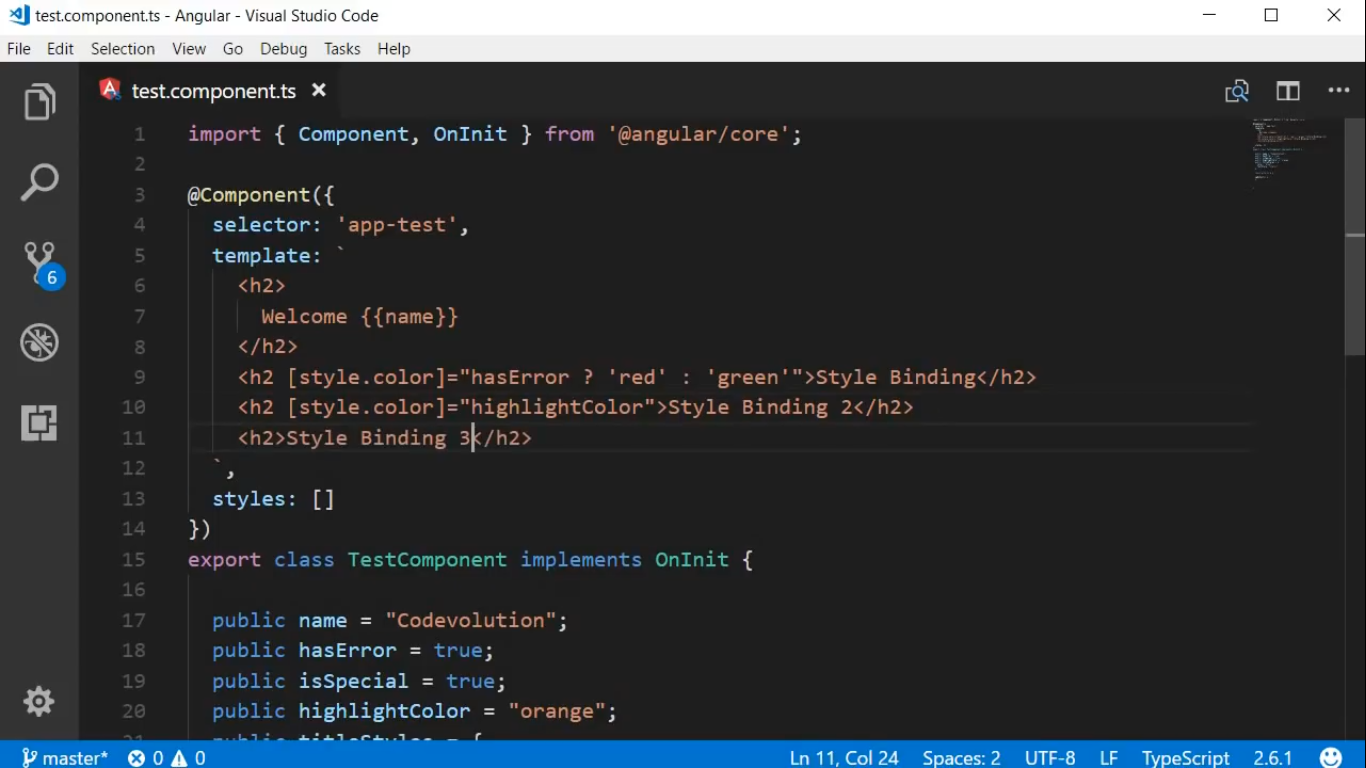 test.component.ts - Angular - Visual Studio Code
File Edit Selection View Go Debug Tasks Help
test.component.ts
1 import { Component, OnInit } from '@angular/core';
2
3 @Component({
4 selector: 'app-test',
5 template: `
6 <h2>
7 Welcome {{name}}
8 </h2>
9 <h2 [style.color]="hasError ? 'red' : 'green'">Style Binding</h2>
10 <h2 [style.color]="highlightColor">Style Binding 2</h2>
11 <h2>Style Binding 3</h2>
12 `,
13 styles: []
14 })
15 export class TestComponent implements OnInit {
16
17 public name = "Codevolution";
18 public hasError = true;
19 public isSpecial = true;
20 public highlightColor = "orange";
21 public titleStyles = {
6
master* 0 0 Ln 11, Col 24 Spaces: 2 UTF-8 LF TypeScript 2.6.1